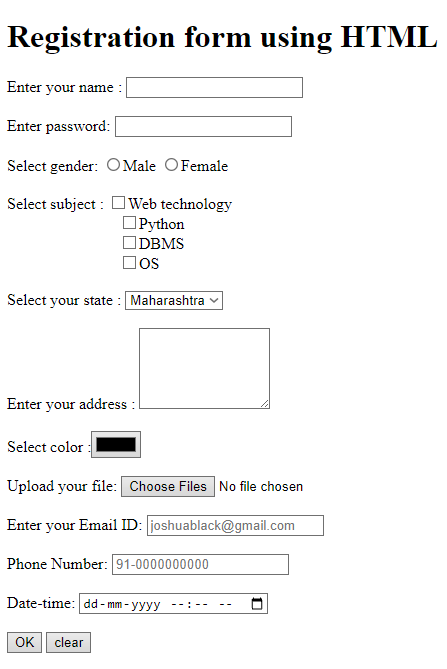 Registration form using HTML
Enter your name :
Enter password:
Select gender: Male Female
Select subject : Web technology
Python
DBMS
OS
Select your state : Maharashtra
Enter your address :
Select color :
Upload your file: Choose Files No file chosen
Enter your Email ID: joshuablack@gmail.com
Phone Number: 91-0000000000
Date-time: dd-mm-yyyy --:-- --
OK clear